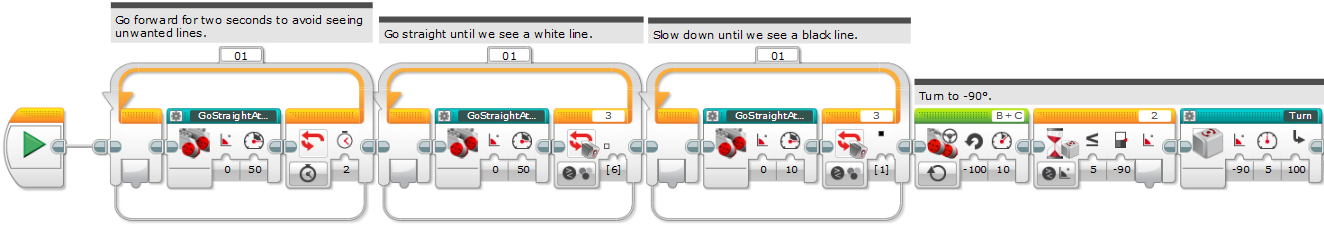 Go forward for two seconds to avoid seeing
unwanted lines.
Go straight until we see a white line.
Slow down until we see a black line.
Turn to -90°.
01
01
01
GoStraightAt...
GoStraightAt... 3
GoStraightAt... 3
B + C
2
Turn
0 50 2
0 50 [6]
0 10 [1]
-100 10
≤
5 -90
-90 5 100